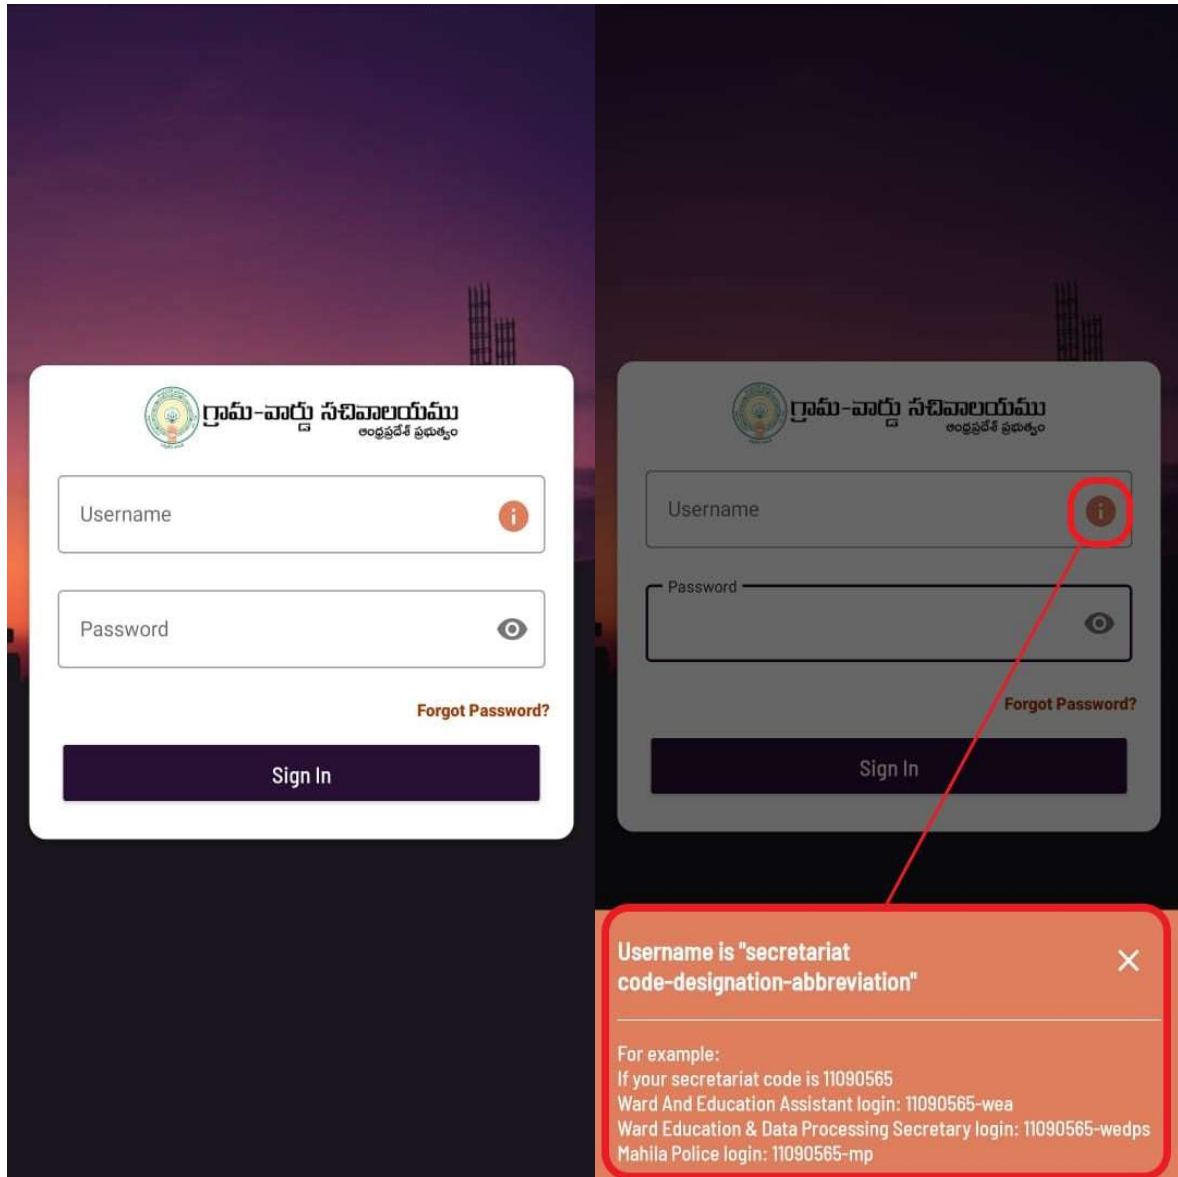 గ్రామ-వార్డు సచివాలయము
ఆంధ్రప్రదేశ్ ప్రభుత్వం
Username
Password
Forgot Password?
Sign In
గ్రామ-వార్డు సచివాలయము
ఆంధ్రప్రదేశ్ ప్రభుత్వం
Username
Password
Forgot Password?
Sign In
Username is "secretariat
code-designation-abbreviation"
For example:
If your secretariat code is 11090565
Ward And Education Assistant login: 11090565-wea
Ward Education & Data Processing Secretary login: 11090565-wedps
Mahila Police login: 11090565-mp